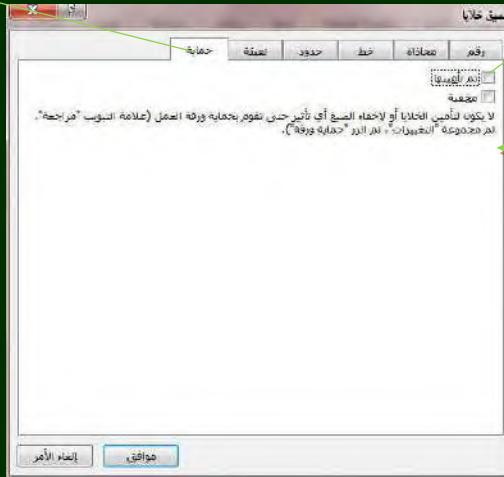 سيق خلايا
رقم محاذاة خط حدود تعبئة حماية
تم تأمينها
مخفية
لا يكون لتأمين الخلايا أو لإخفاء الصيغ أي تأثير حتى تقوم بحماية ورقة العمل (علامة التبويب "مراجعة"،
ثم مجموعة "التغييرات"، ثم الزر "حماية ورقة").
موافق إلغاء الأمر